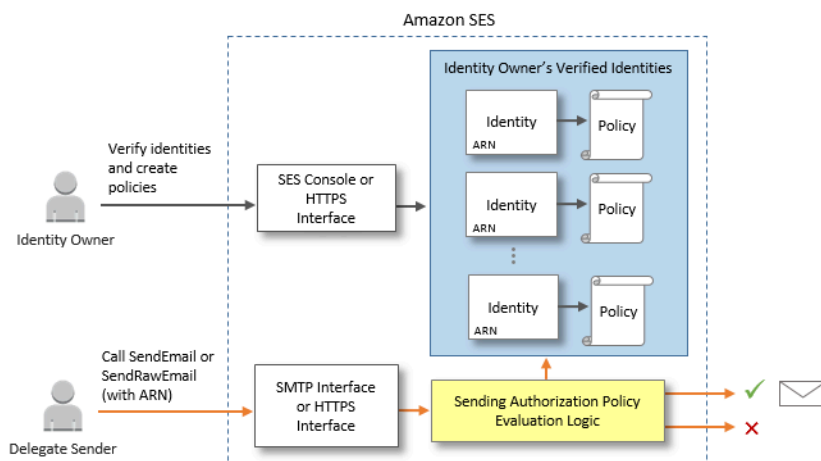 Amazon SES
Identity Owner's Verified Identities
Identity
ARN
Policy
Verify identities
and create
policies
SES Console or
HTTPS
Interface
Identity Owner
Identity
ARN
Policy
Identity
ARN
Policy
Call SendEmail or
SendRawEmail
(with ARN)
SMTP Interface
or HTTPS
Interface
Sending Authorization Policy
Evaluation Logic
Delegate Sender